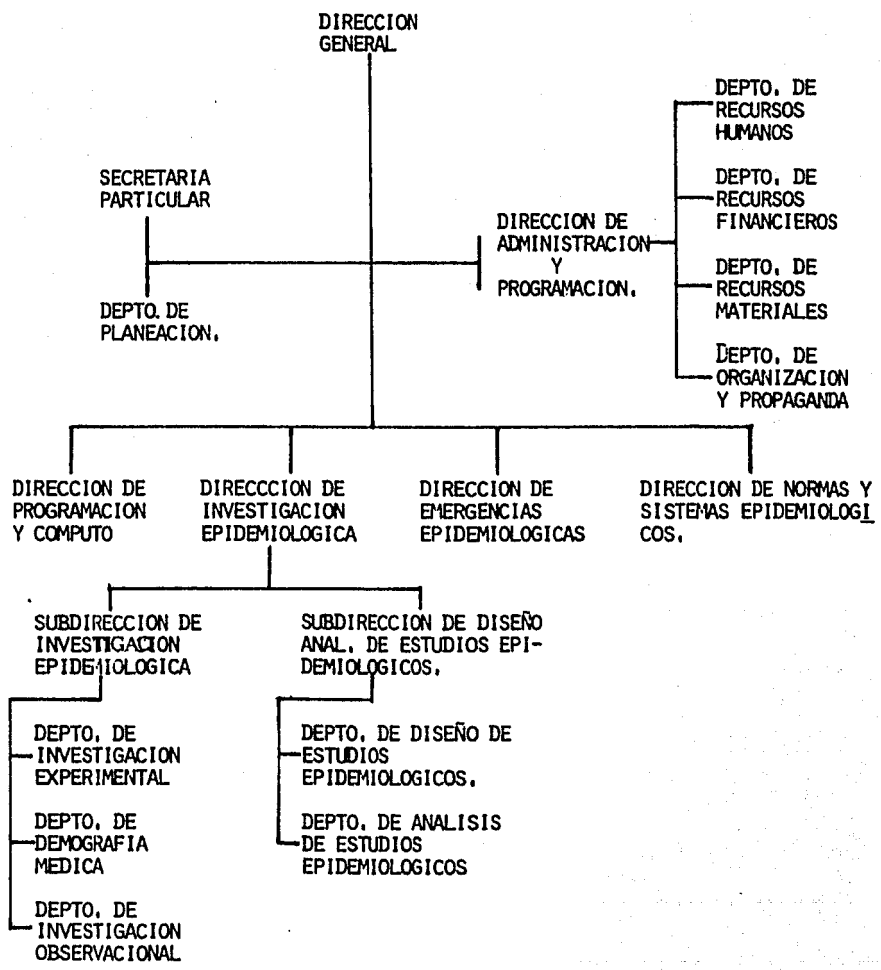 DIRECCION
GENERAL
DEPTO. DE
RECURSOS
HUMANOS
SECRETARIA
PARTICULAR
DEPTO. DE
RECURSOS
FINANCIEROS
DIRECCION DE
ADMINISTRACION
Y
PROGRAMACION.
DEPTO. DE
RECURSOS
MATERIALES
DEPTO. DE
PLANEACION.
DEPTO. DE
ORGANIZACION
Y PROPAGANDA
DIRECCION DE
PROGRAMACION
Y COMPUTO
DIRECCCION DE
INVESTIGACION
EPIDEMIOLOGICA
DIRECCION DE
EMERGENCIAS
EPIDEMIOLOGICAS
DIRECCION DE NORMAS Y
SISTEMAS EPIDEMIOLOGI
COS.
SUBDIRECCION DE
INVESTIGACION
EPIDEMIOLOGICA
SUBDIRECCION DE DISEÑO
ANAL. DE ESTUDIOS EPI-
DEMIOLOGICOS.
DEPTO. DE
INVESTIGACION
EXPERIMENTAL
DEPTO. DE
DEMOGRAFIA
MEDICA
DEPTO. DE
INVESTIGACION
OBSERVACIONAL
DEPTO. DE DISEÑO DE
ESTUDIOS
EPIDEMIOLOGICOS.
DEPTO. DE ANALISIS
DE ESTUDIOS
EPIDEMIOLOGICOS